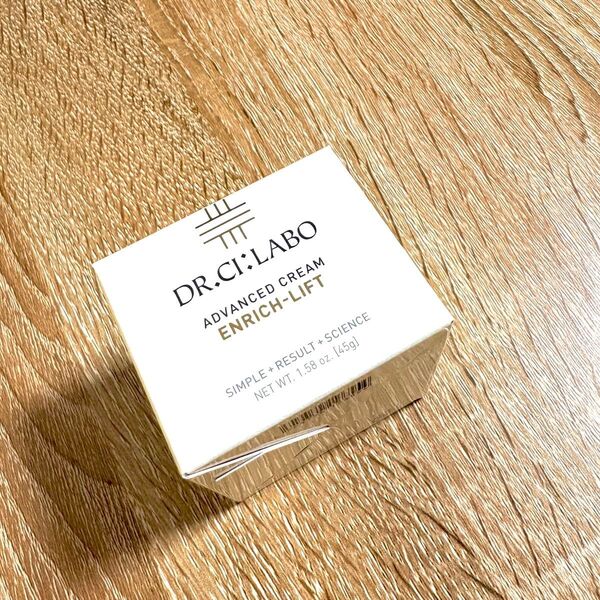 DR.CI:LABO
ADVANCED CREAM
ENRICH-LIFT
SIMPLE+RESULT+SCIENCE
NET WT. 1.58 oz. [45g]